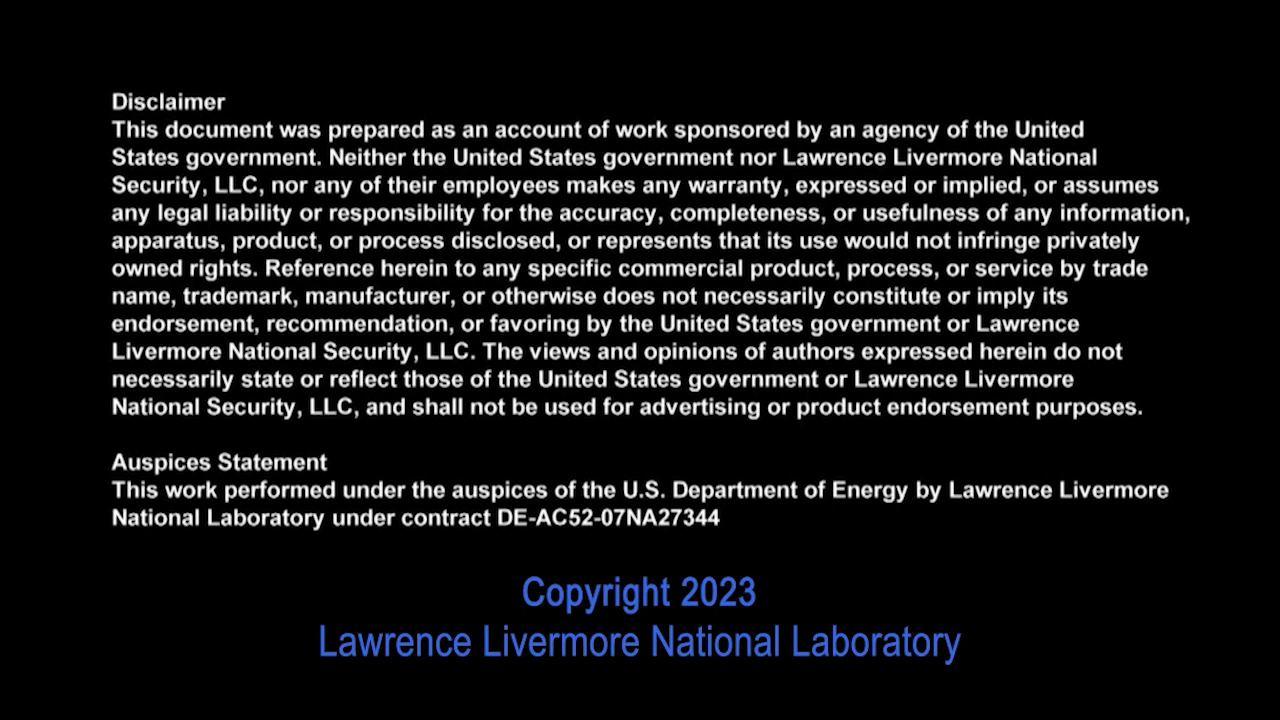 Disclaimer
This document was prepared as an account of work sponsored by an agency of the United
States government. Neither the United States government nor Lawrence Livermore National
Security, LLC, nor any of their employees makes any warranty, expressed or implied, or assumes
any legal liability or responsibility for the accuracy, completeness, or usefulness of any information,
apparatus, product, or process disclosed, or represents that its use would not infringe privately
owned rights. Reference herein to any specific commercial product, process, or service by trade
name, trademark, manufacturer, or otherwise does not necessarily constitute or imply its
endorsement, recommendation, or favoring by the United States government or Lawrence
Livermore National Security, LLC. The views and opinions of authors expressed herein do not
necessarily state or reflect those of the United States government or Lawrence Livermore
National Security, LLC, and shall not be used for advertising or product endorsement purposes.
Auspices Statement
This work performed under the auspices of the U.S. Department of Energy by Lawrence Livermore
National Laboratory under contract DE-AC52-07NA27344
Copyright 2023
Lawrence Livermore National Laboratory